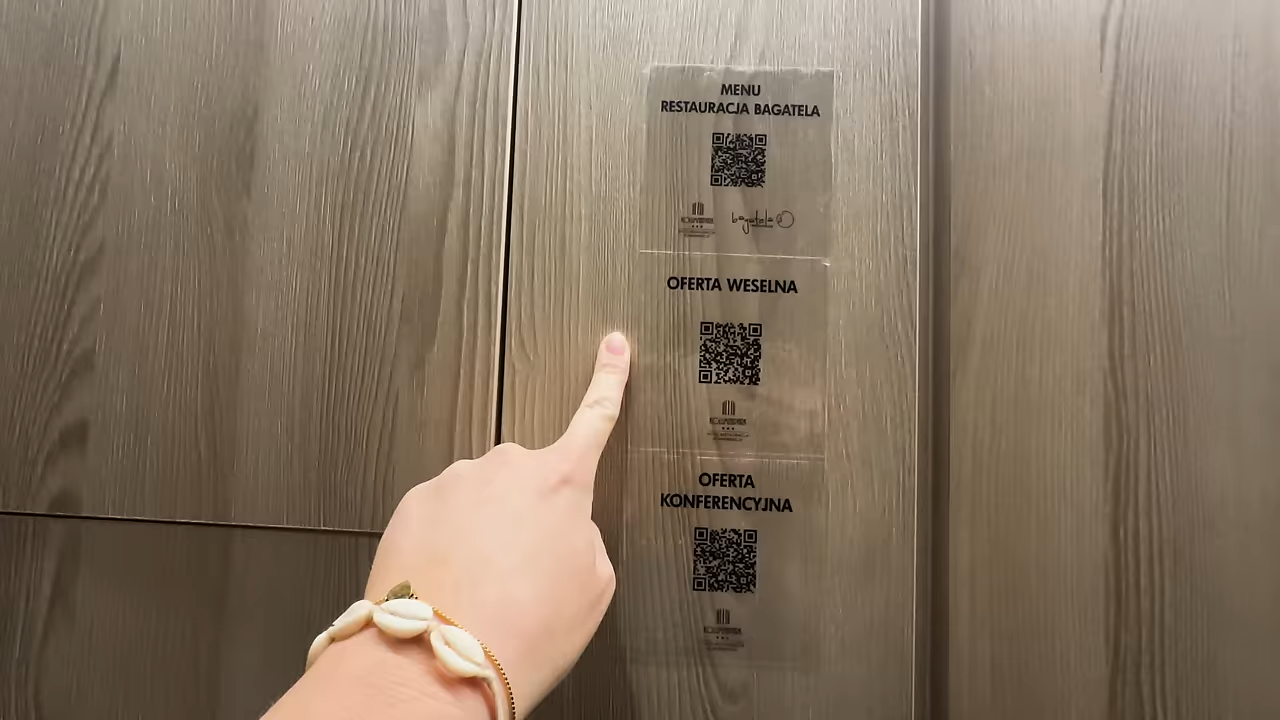 MENU
RESTAURACJA BAGATELA
bagatela
OFERTA WESELNA
OFERTA
KONFERENCYJNA